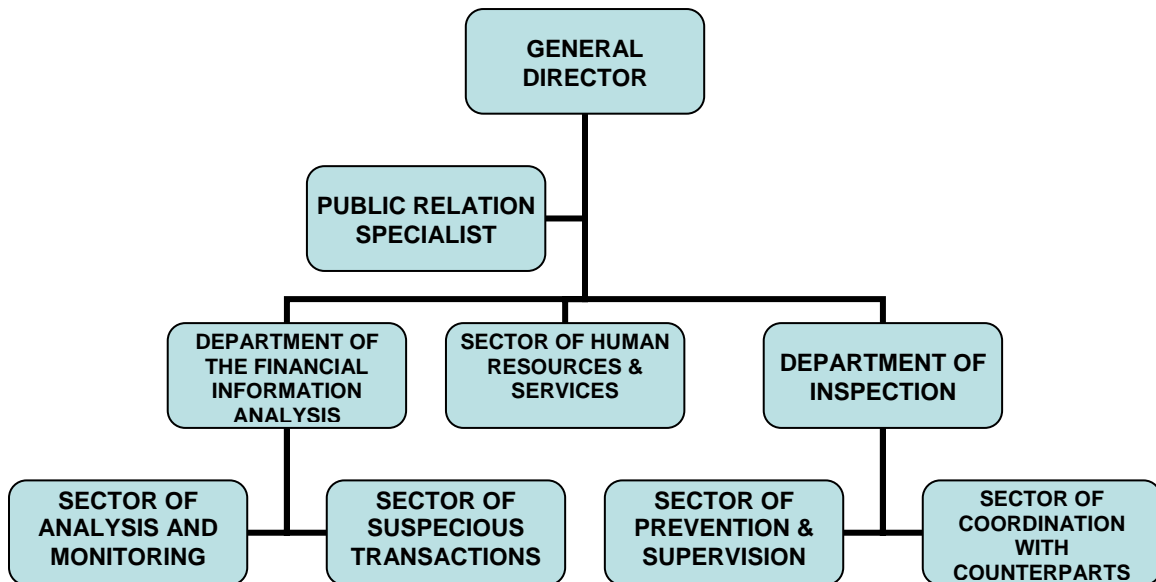 GENERAL
DIRECTOR
PUBLIC RELATION
SPECIALIST
DEPARTMENT OF
THE FINANCIAL
INFORMATION
ANALYSIS
SECTOR OF HUMAN
RESOURCES &
SERVICES
DEPARTMENT OF
INSPECTION
SECTOR OF
ANALYSIS AND
MONITORING
SECTOR OF
SUSPECIOUS
TRANSACTIONS
SECTOR OF
PREVENTION &
SUPERVISION
SECTOR OF
COORDINATION
WITH
COUNTERPARTS